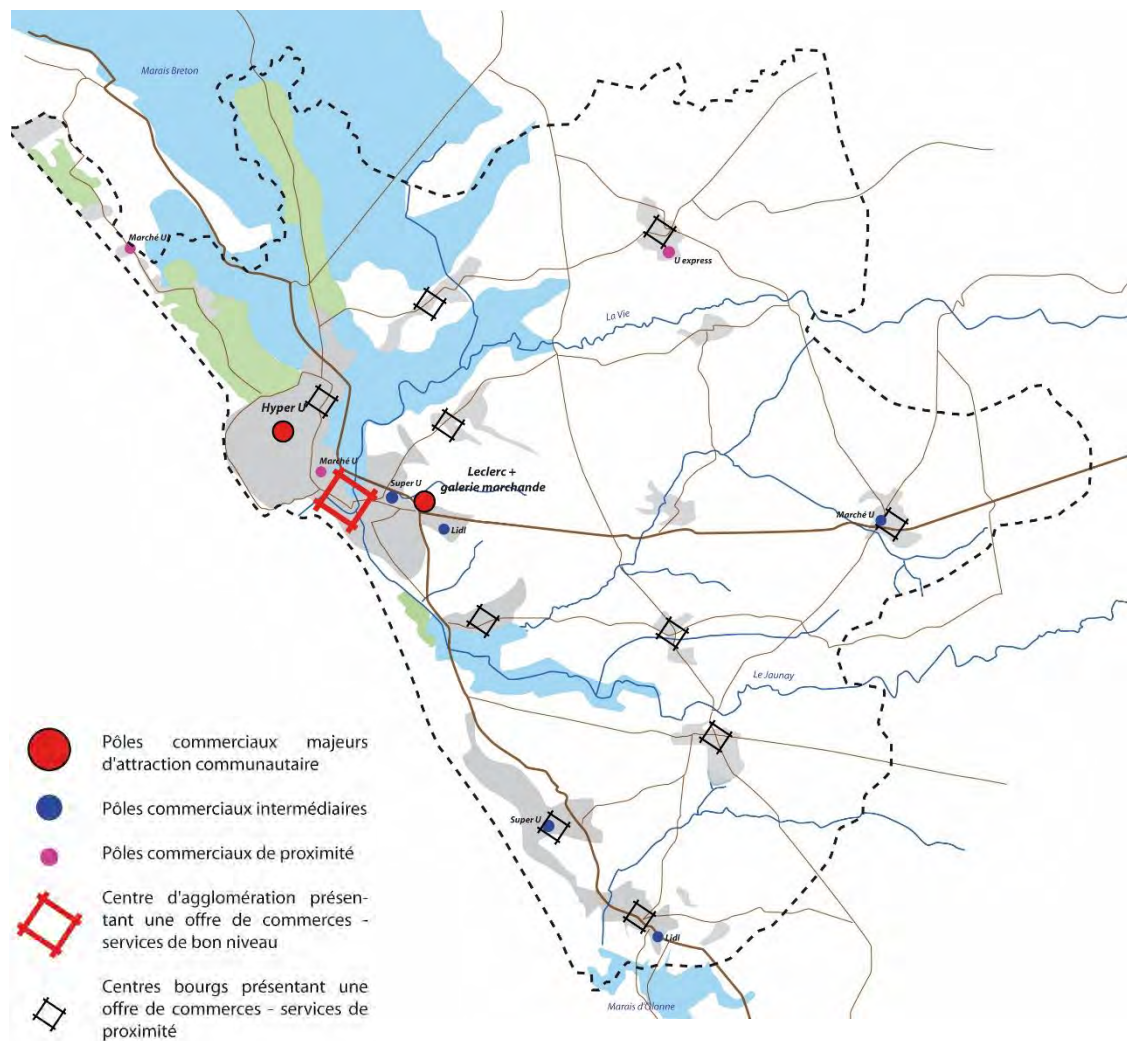 Marais Breton
Marché U
U express
La Vie
Hyper U
Marché U
Super U
Leclerc +
galerie marchande
Lidl
Marché U
Le Jaunay
Super U
Lidl
Marais d'Olonne
Pôles commerciaux majeurs
d'attraction communautaire
Pôles commerciaux intermédiaires
Pôles commerciaux de proximité
Centre d'agglomération présen-
tant une offre de commerces -
services de bon niveau
Centres bourgs présentant une
offre de commerces - services de
proximité